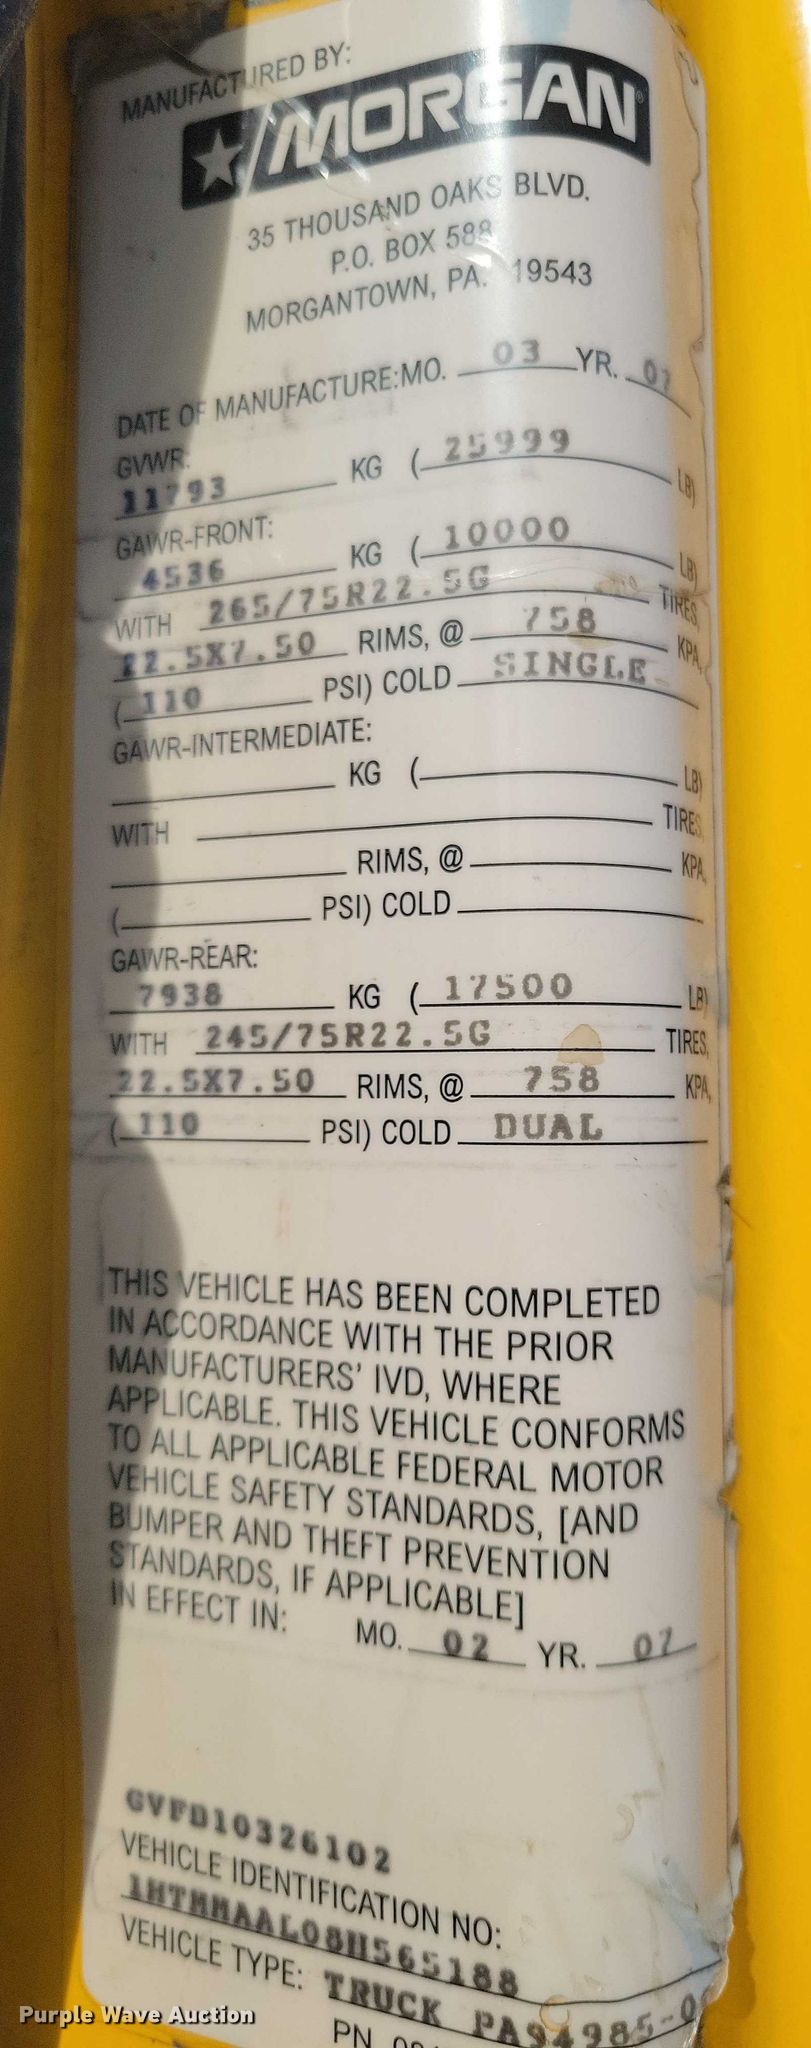 MANUFACTURED BY:
MORGAN
35 THOUSAND OAKS BLVD.
P.O. BOX 588
MORGANTOWN, PA. 19543
DATE OF MANUFACTURE:MO. 03 YR. 07
GVWR:
11793 KG (25999 LB)
GAWR-FRONT:
4536 KG (10000 LB)
WITH 265/75R22.5G TIRES,
22.5X7.50 RIMS, @ 758 KPA,
(110 PSI) COLD SINGLE
GAWR-INTERMEDIATE:
KG ( LB)
WITH TIRES,
RIMS, @ KPA,
( PSI) COLD
GAWR-REAR:
7938 KG (17500 LB)
WITH 245/75R22.5G TIRES,
22.5X7.50 RIMS, @ 758 KPA,
(110 PSI) COLD DUAL
THIS VEHICLE HAS BEEN COMPLETED
IN ACCORDANCE WITH THE PRIOR
MANUFACTURERS' IVD, WHERE
APPLICABLE. THIS VEHICLE CONFORMS
TO ALL APPLICABLE FEDERAL MOTOR
VEHICLE SAFETY STANDARDS, [AND
BUMPER AND THEFT PREVENTION
STANDARDS, IF APPLICABLE]
IN EFFECT IN: MO. 02 YR. 07
GVFD10326102
VEHICLE IDENTIFICATION NO:
1HTMMAAL08H565188
VEHICLE TYPE: TRUCK PA94985-0
PN
Purple Wave Auction